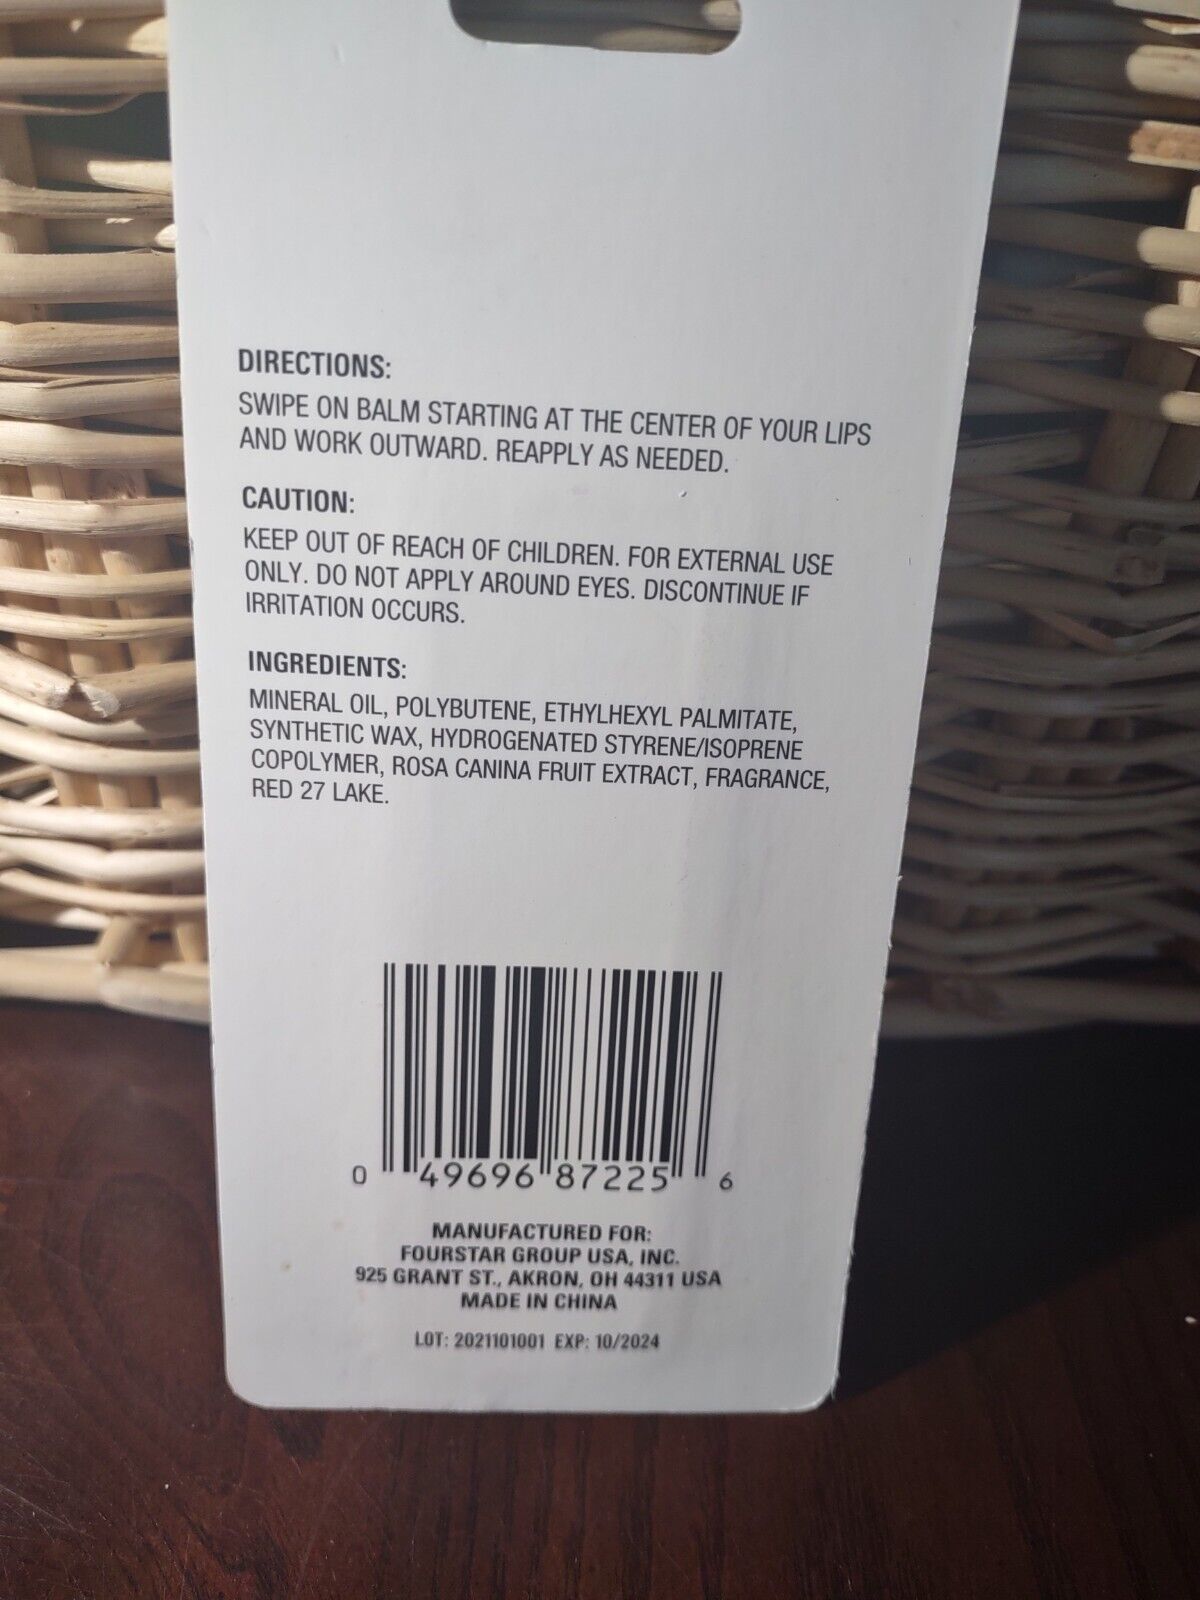 DIRECTIONS:
SWIPE ON BALM STARTING AT THE CENTER OF YOUR LIPS
AND WORK OUTWARD. REAPPLY AS NEEDED.
CAUTION:
KEEP OUT OF REACH OF CHILDREN. FOR EXTERNAL USE
ONLY. DO NOT APPLY AROUND EYES. DISCONTINUE IF
IRRITATION OCCURS.
INGREDIENTS:
MINERAL OIL, POLYBUTENE, ETHYLHEXYL PALMITATE,
SYNTHETIC WAX, HYDROGENATED STYRENE/ISOPRENE
COPOLYMER, ROSA CANINA FRUIT EXTRACT, FRAGRANCE,
RED 27 LAKE.
0 49696 87225 6
MANUFACTURED FOR:
FOURSTAR GROUP USA, INC.
925 GRANT ST., AKRON, OH 44311 USA
MADE IN CHINA
LOT: 2021101001 EXP: 10/2024